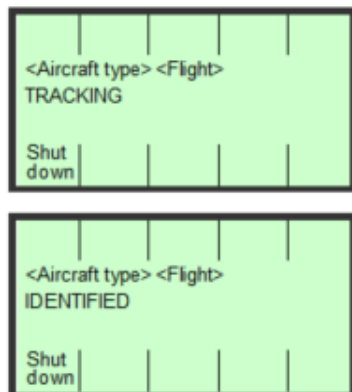 <Aircraft type> <Flight>
TRACKING
Shut
down
<Aircraft type> <Flight>
IDENTIFIED
Shut
down